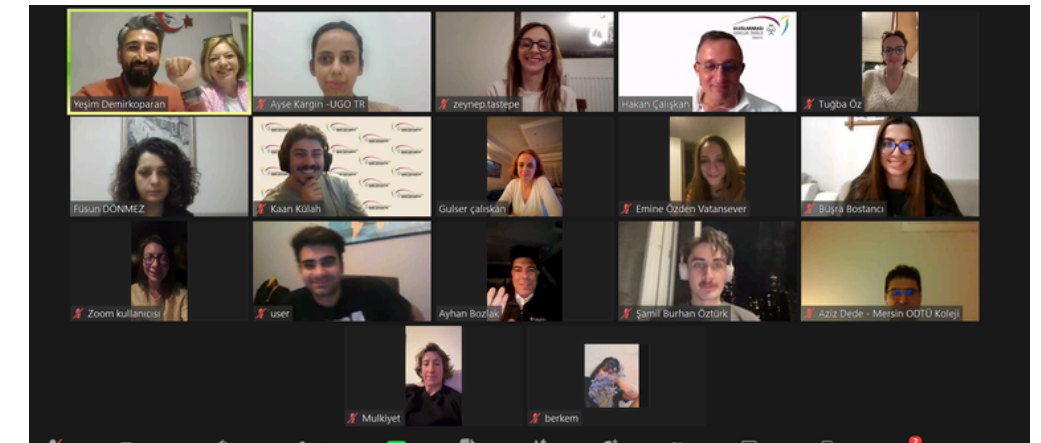 Yeşim Demirkoparan
Ayse Kargın -UGO TR
zeynep.tastepe
Hakan Çalışkan
Tuğba Öz
Füsun DÖNMEZ
Kaan Külah
Gulser çalıskan
Emine Özden Vatansever
Büşra Bostancı
Zoom kullanıcısı
user
Ayhan Bozlak
Şamil Burhan Öztürk
Aziz Dede - Mersin ODTÜ Koleji
Mulkiyet
berkem
2